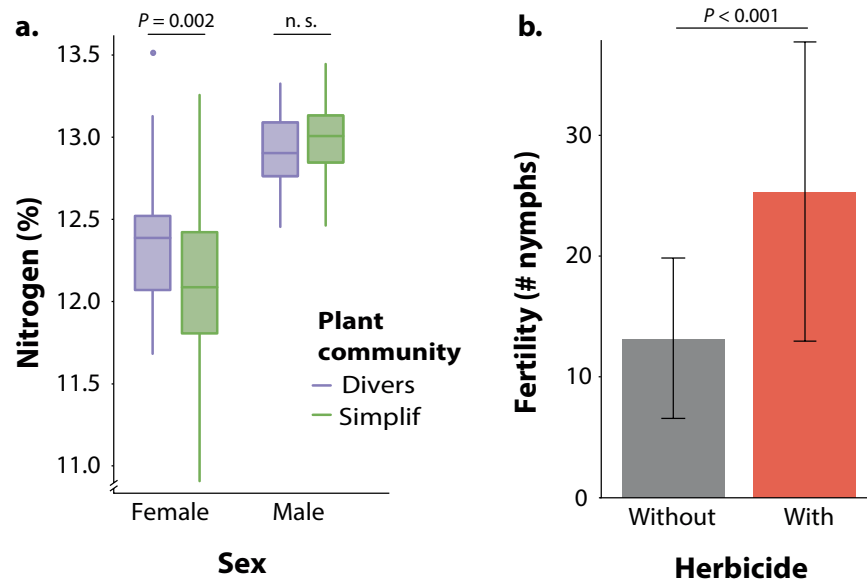 a.
P = 0.002
n. s.
13.5
13.0
12.5
12.0
11.5
11.0
Nitrogen (%)
Plant
community
Divers
Simplif
Female
Male
Sex
b.
P < 0.001
30
20
10
0
Fertility (# nymphs)
Without
With
Herbicide